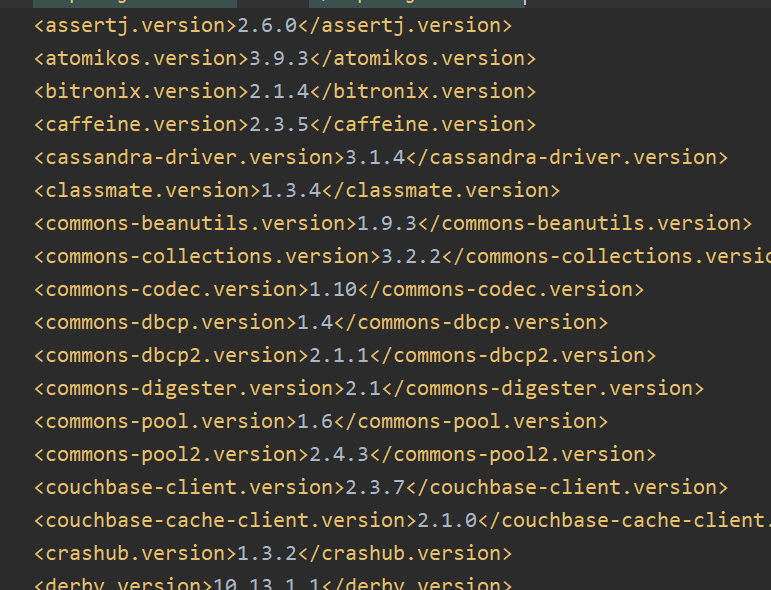 <assertj.version>2.6.0</assertj.version>
<atomikos.version>3.9.3</atomikos.version>
<bitronix.version>2.1.4</bitronix.version>
<caffeine.version>2.3.5</caffeine.version>
<cassandra-driver.version>3.1.4</cassandra-driver.version>
<classmate.version>1.3.4</classmate.version>
<commons-beanutils.version>1.9.3</commons-beanutils.version>
<commons-collections.version>3.2.2</commons-collections.versio
<commons-codec.version>1.10</commons-codec.version>
<commons-dbcp.version>1.4</commons-dbcp.version>
<commons-dbcp2.version>2.1.1</commons-dbcp2.version>
<commons-digester.version>2.1</commons-digester.version>
<commons-pool.version>1.6</commons-pool.version>
<commons-pool2.version>2.4.3</commons-pool2.version>
<couchbase-client.version>2.3.7</couchbase-client.version>
<couchbase-cache-client.version>2.1.0</couchbase-cache-client.
<crashub.version>1.3.2</crashub.version>
<derby.version>10.13.1.1</derby.version>